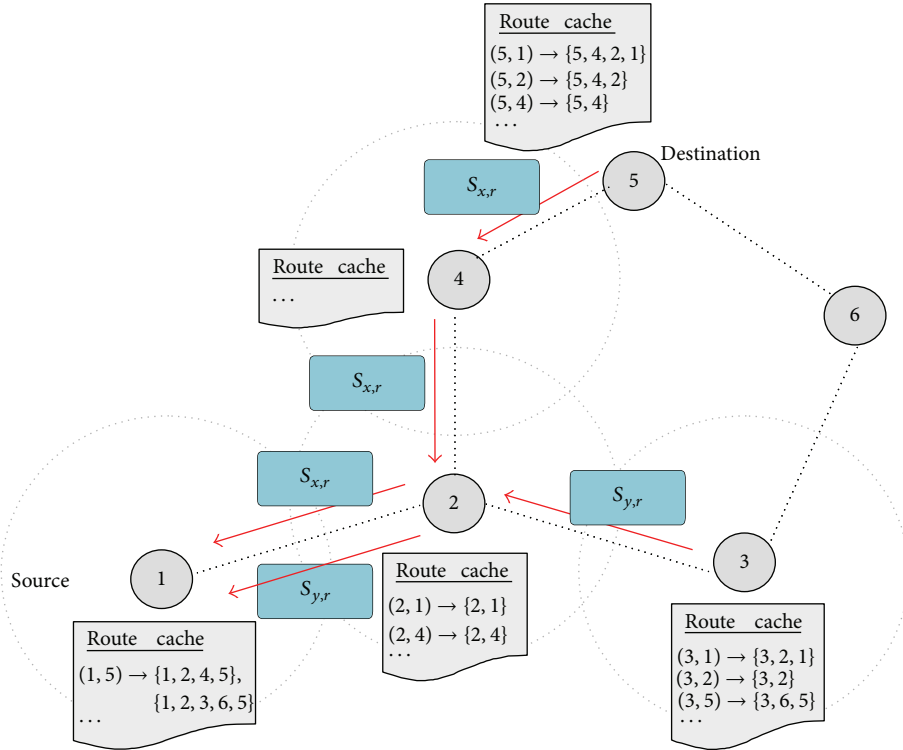 Route cache
(5, 1) → {5, 4, 2, 1}
(5, 2) → {5, 4, 2}
(5, 4) → {5, 4}
...
Destination
5
S_{x,r}
4
Route cache
...
6
S_{x,r}
S_{x,r}
2
S_{y,r}
3
Source
1
S_{y,r}
Route cache
(2, 1) → {2, 1}
(2, 4) → {2, 4}
...
Route cache
(1, 5) → {1, 2, 4, 5},
{1, 2, 3, 6, 5}
...
Route cache
(3, 1) → {3, 2, 1}
(3, 2) → {3, 2}
(3, 5) → {3, 6, 5}
...